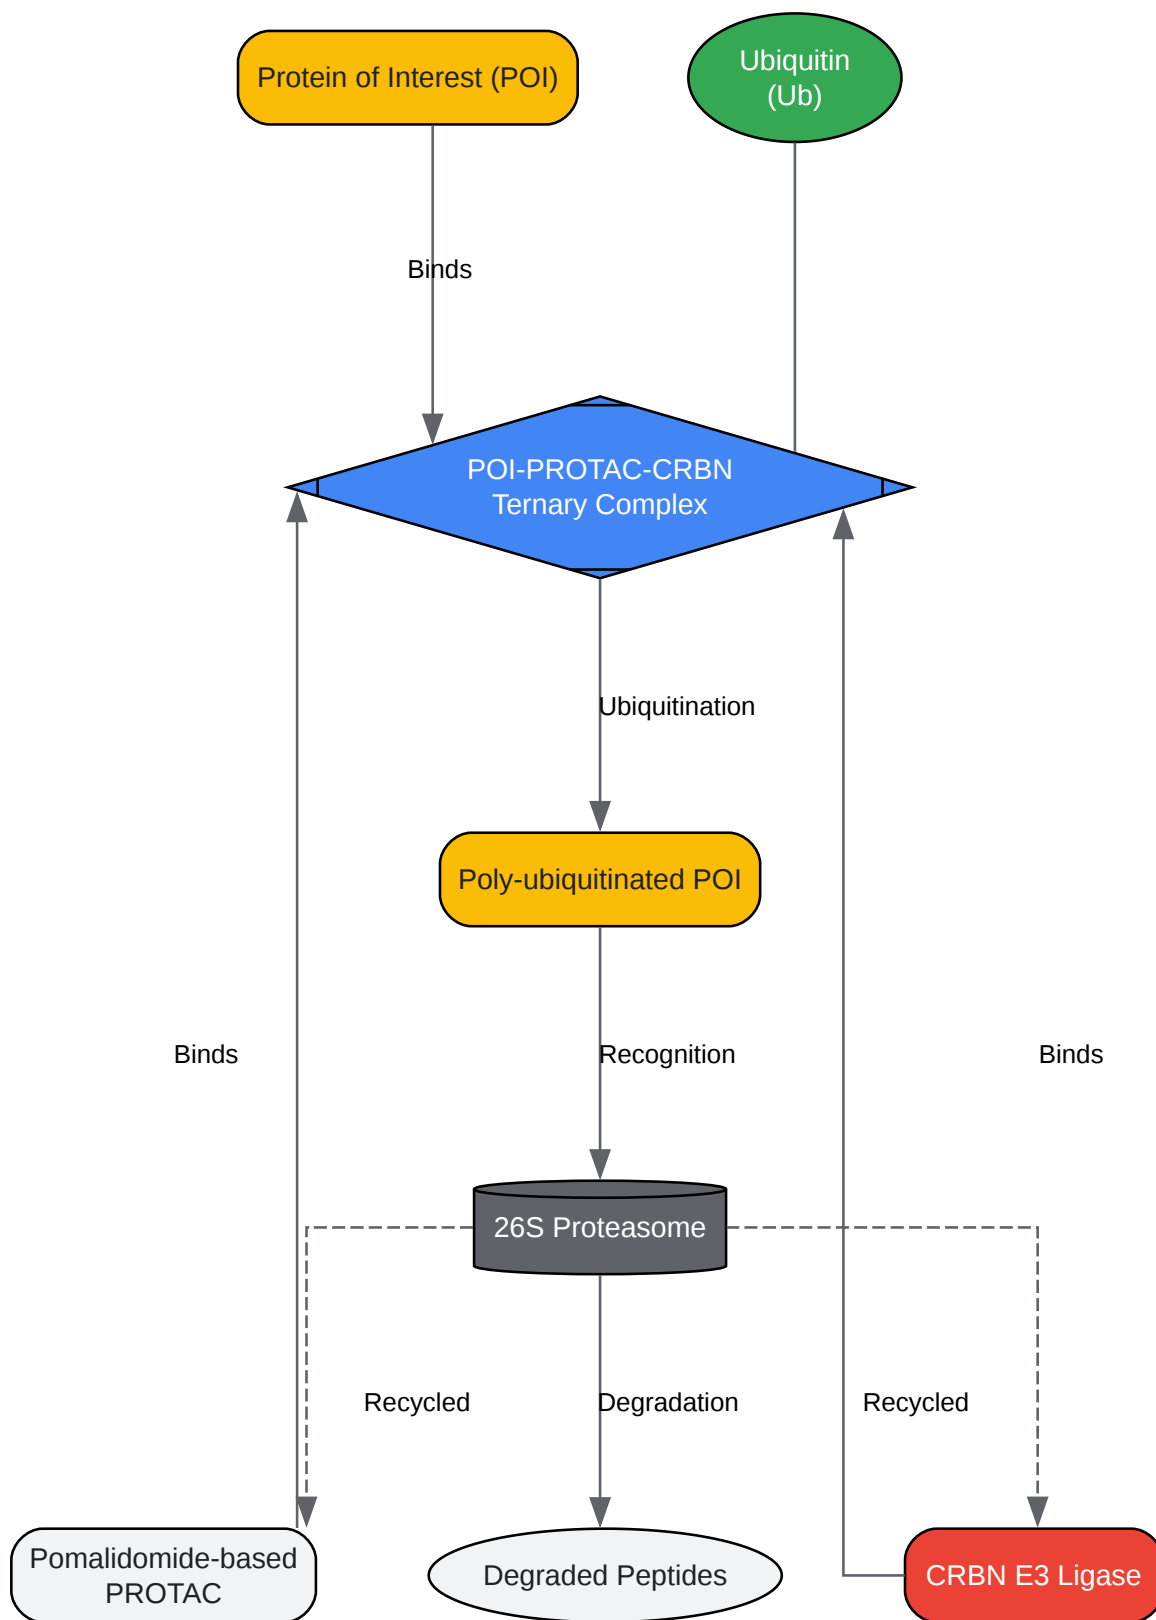 Protein of Interest (POI)
Ubiquitin
(Ub)
Binds
POI-PROTAC-CRBN
Ternary Complex
Ubiquitination
Poly-ubiquitinated POI
Binds
Recognition
Binds
26S Proteasome
Recycled
Degradation
Recycled
Pomalidomide-based
PROTAC
Degraded Peptides
CRBN E3 Ligase